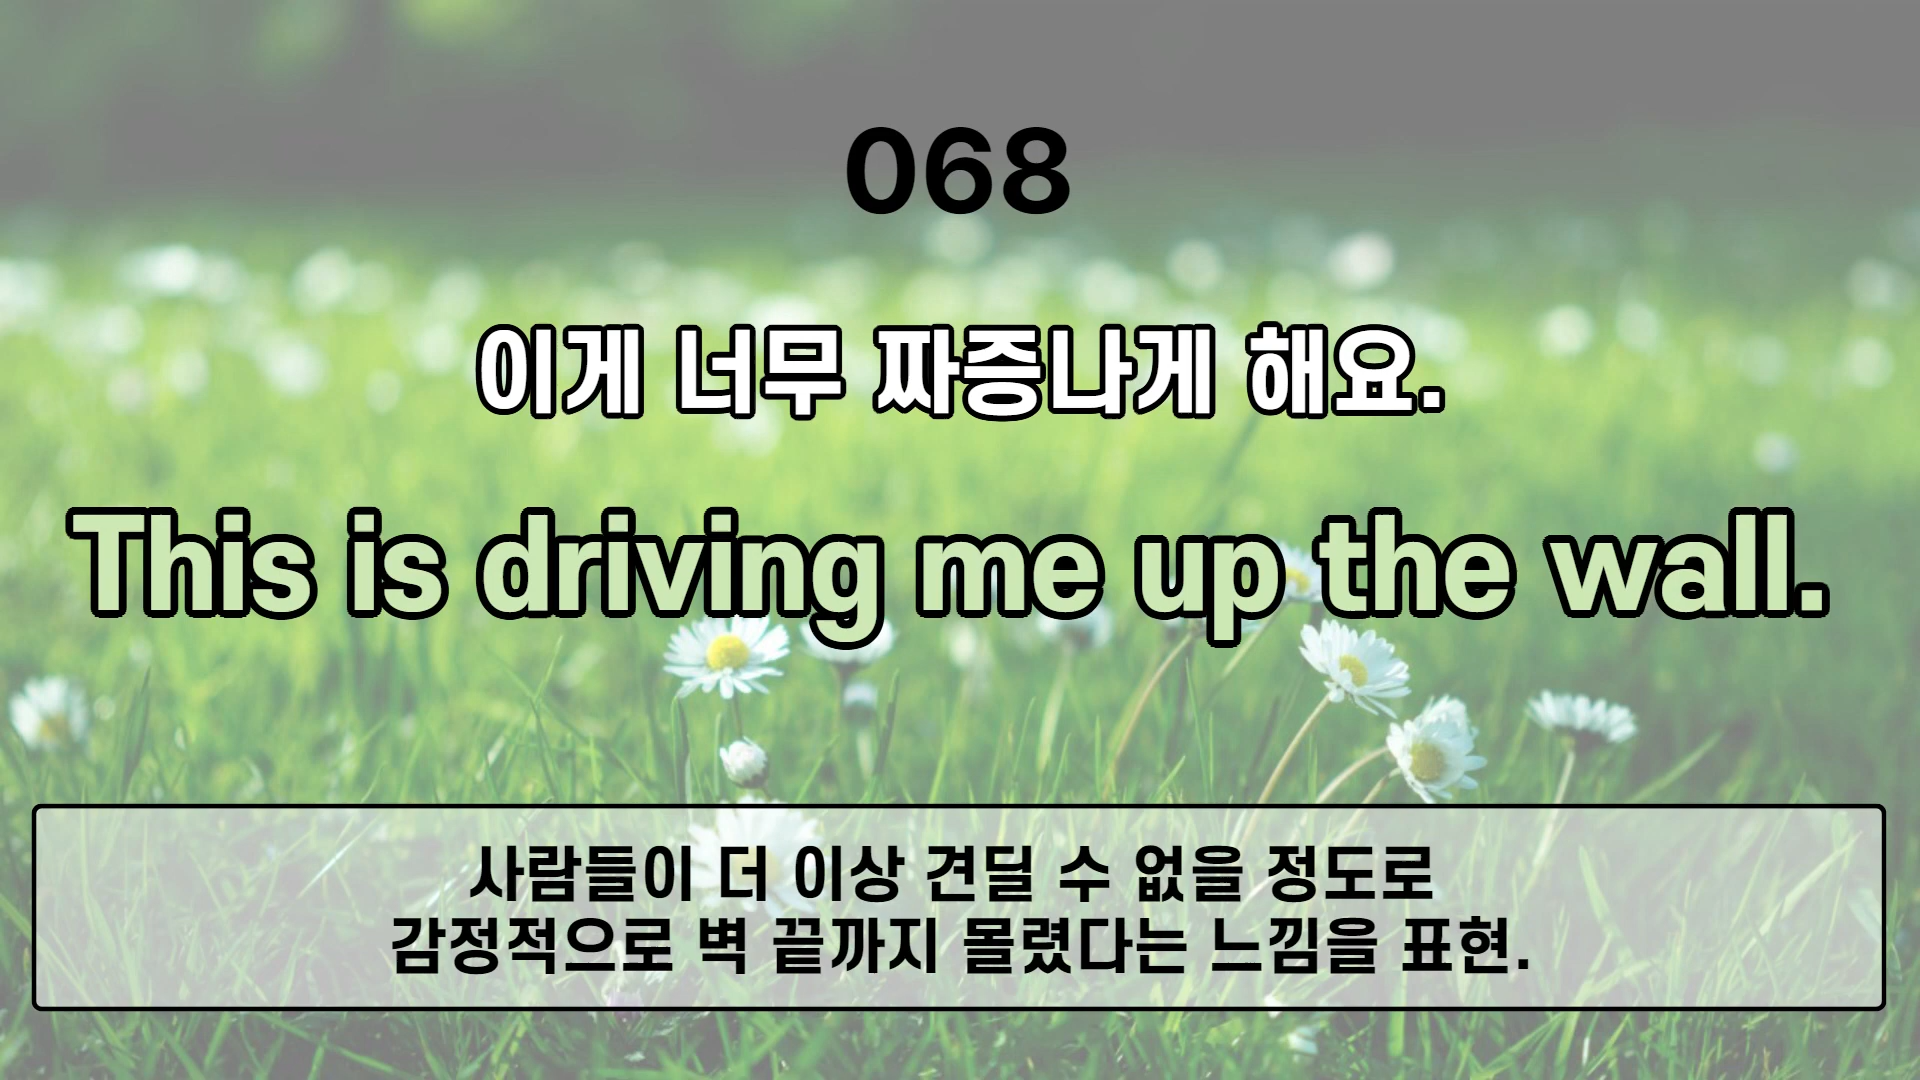 068
이게 너무 짜증나게 해요.
This is driving me up the wall.
사람들이 더 이상 견딜 수 없을 정도로
감정적으로 벽 끝까지 몰렸다는 느낌을 표현.